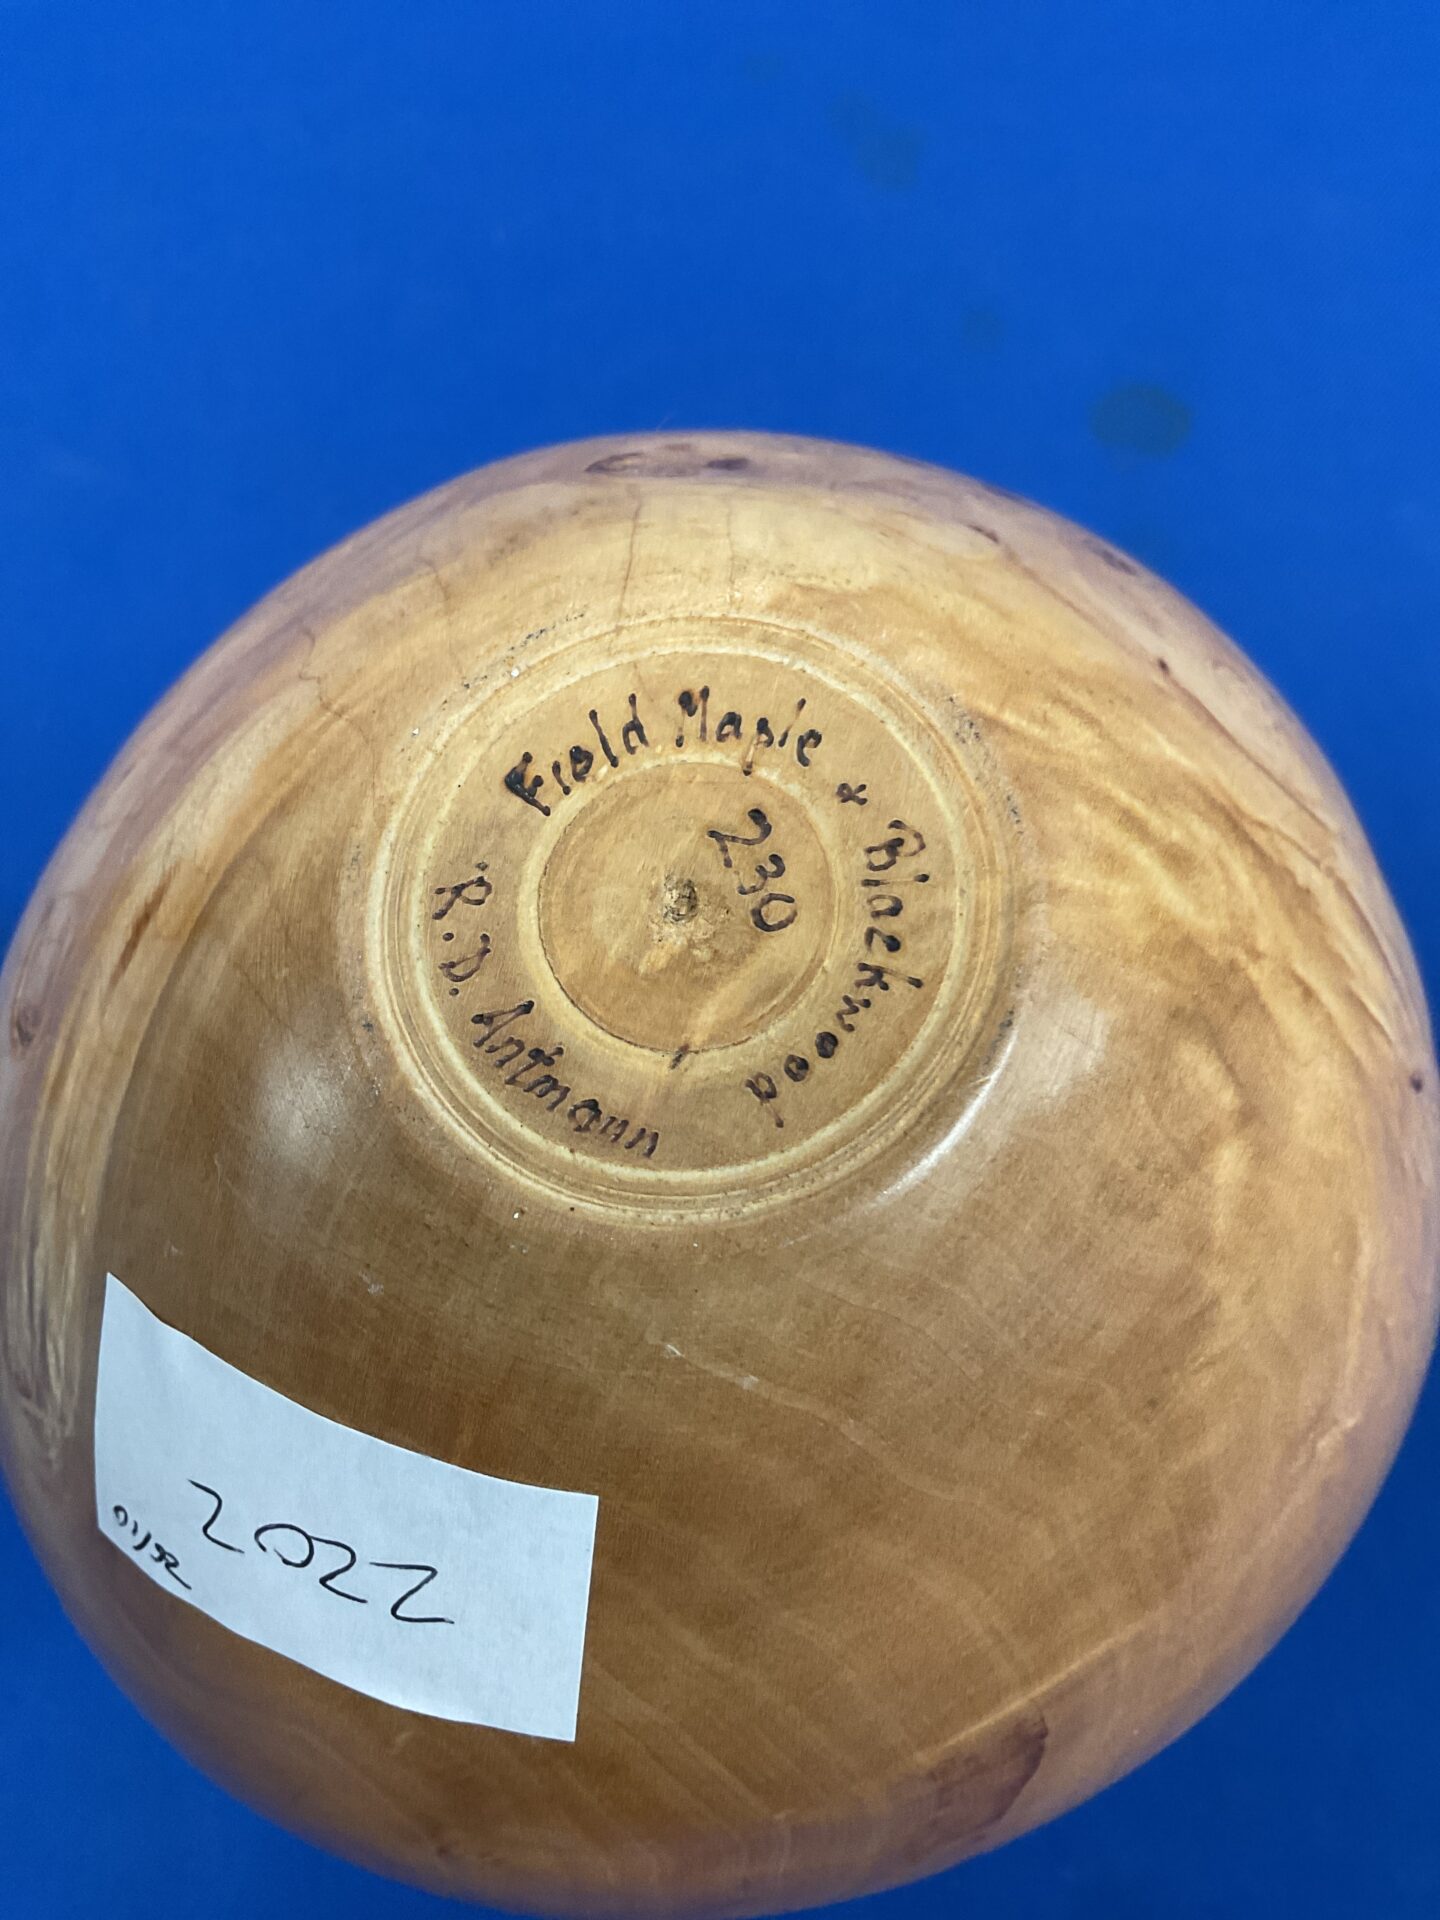 Field Maple & Blackwood
230
R.D. Antmann
2022